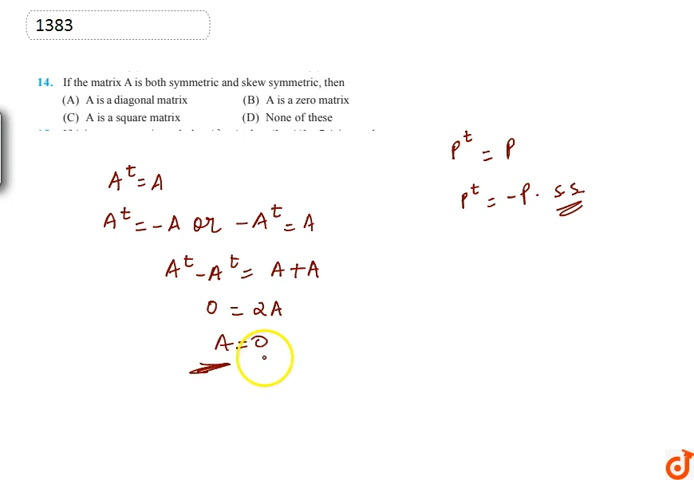 1383
14. If the matrix A is both symmetric and skew symmetric, then
(A) A is a diagonal matrix (B) A is a zero matrix
(C) A is a square matrix (D) None of these
P^t = P
P^t = -P. s.s.
A^t = A
A^t = -A or -A^t = A
A^t - A^t = A + A
0 = 2A
A = 0